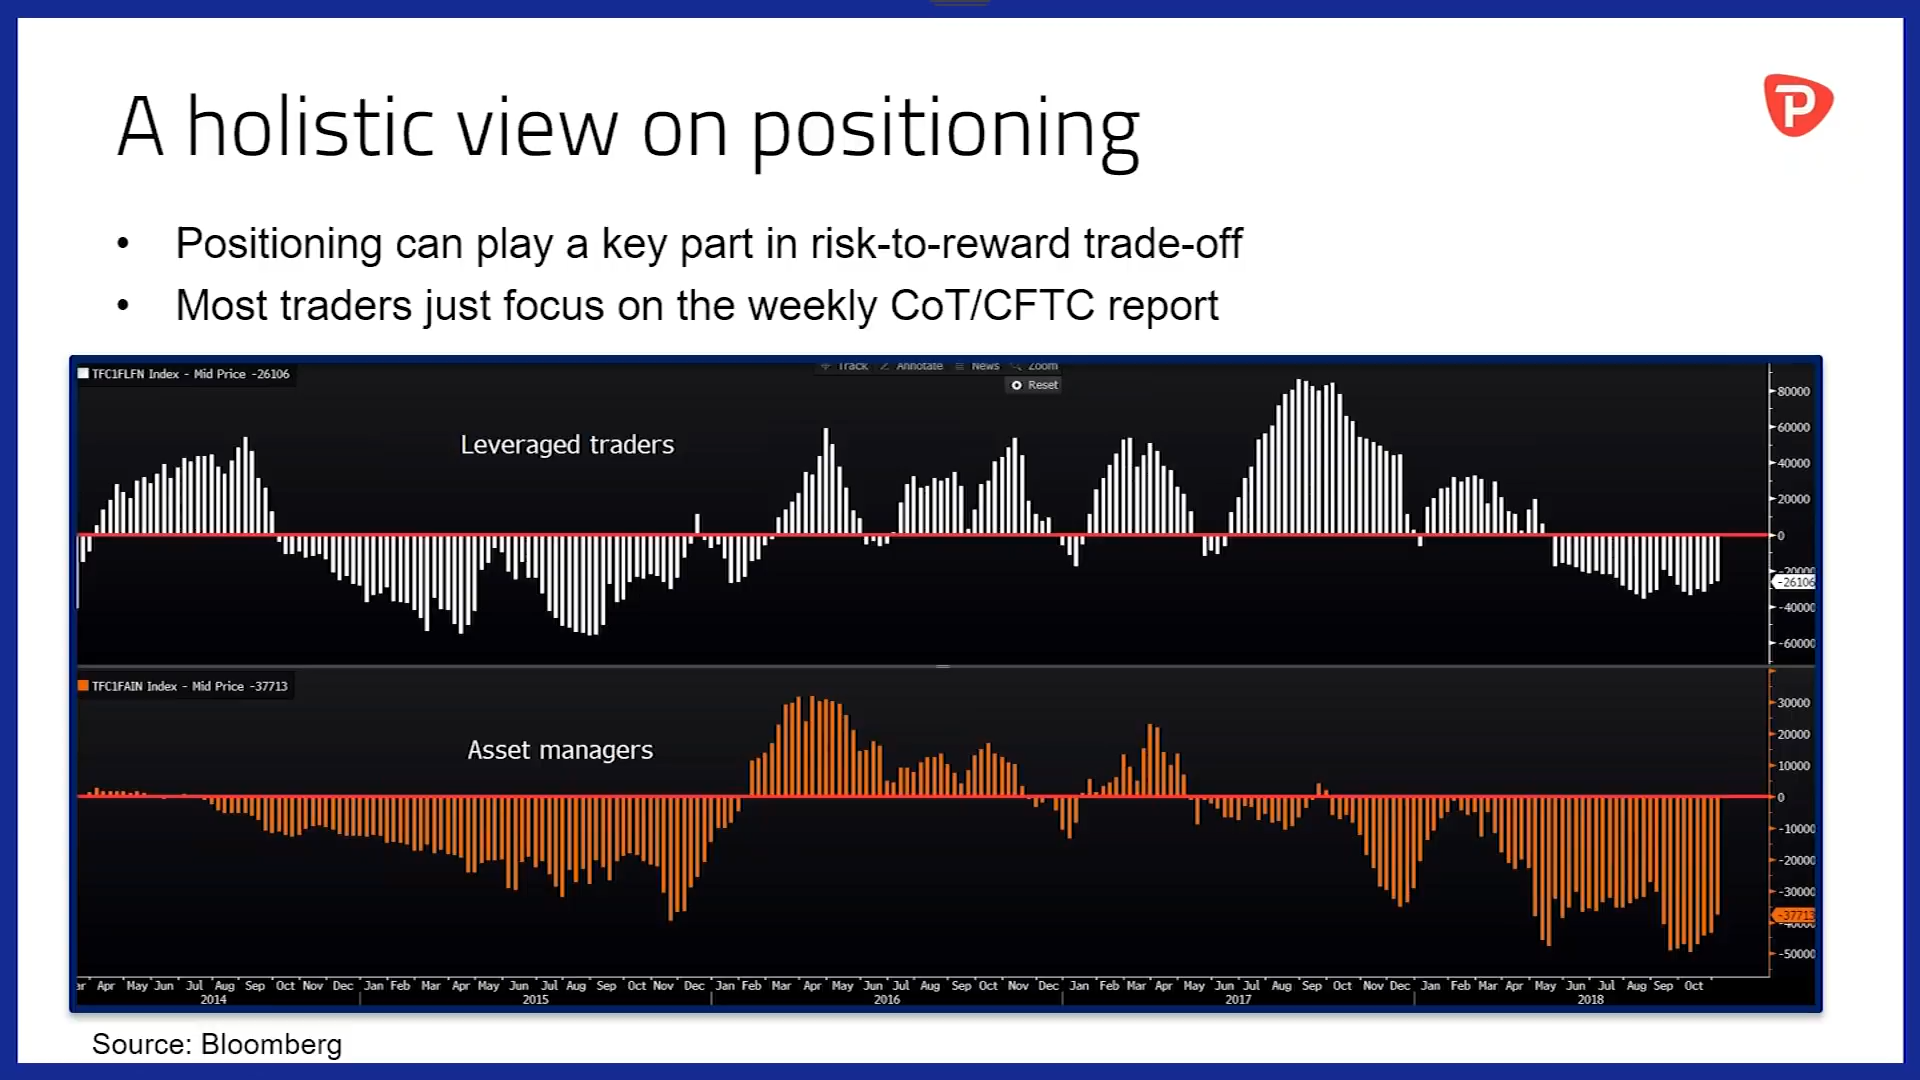 A holistic view on positioning
• Positioning can play a key part in risk-to-reward trade-off
• Most traders just focus on the weekly CoT/CFTC report
TFC1FLFN Index - Mid Price -26106
Track Annotate News Zoom
Reset
Leveraged traders
80000
60000
40000
20000
0
-20000
-26106
-40000
-60000
TFC1FAIN Index - Mid Price -37713
Asset managers
30000
20000
10000
0
-10000
-20000
-30000
-37713
-40000
-50000
Apr May Jun Jul Aug Sep Oct Nov Dec Jan Feb Mar Apr May Jun Jul Aug Sep Oct Nov Dec Jan Feb Mar Apr May Jun Jul Aug Sep Oct Nov Dec Jan Feb Mar Apr May Jun Jul Aug Sep Oct Nov Dec Jan Feb Mar Apr May Jun Jul Aug Sep Oct
2014 2015 2016 2017 2018
Source: Bloomberg